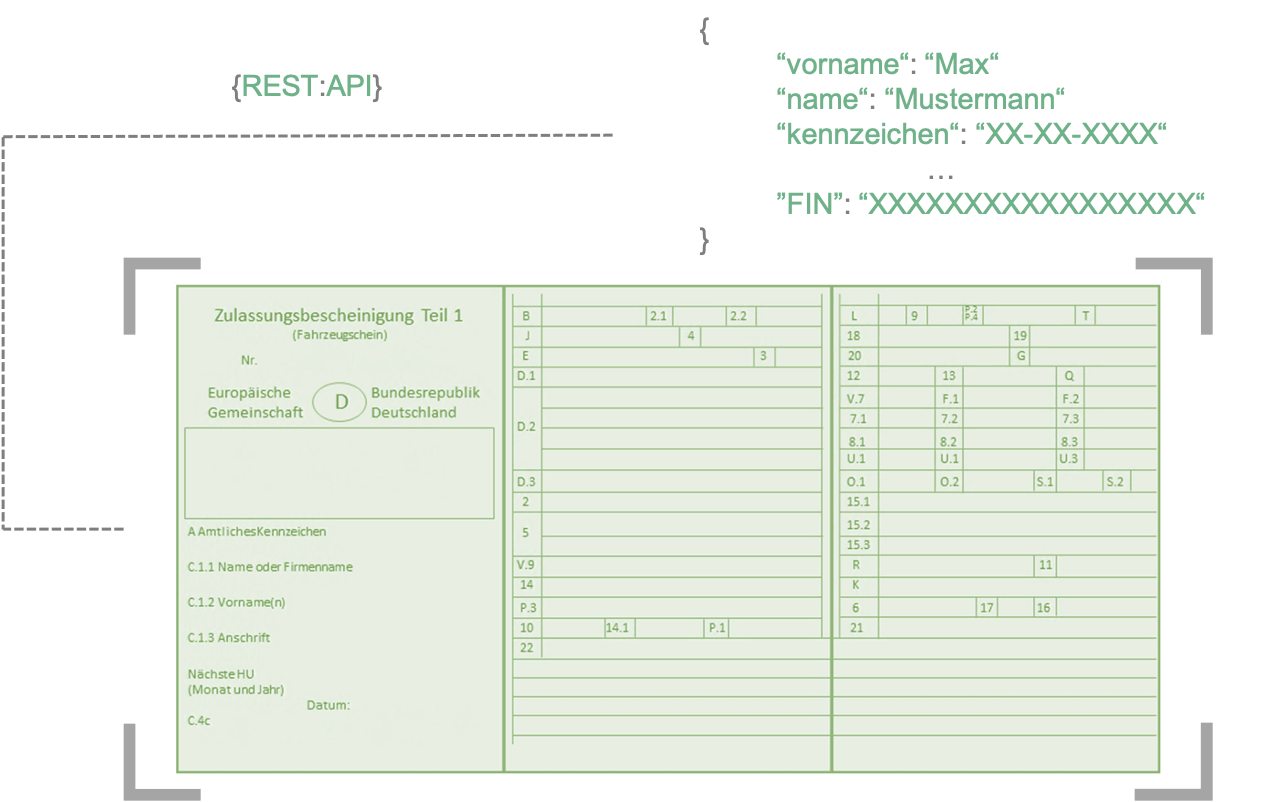 {REST:API}
{
“vorname“: “Max“
“name“: “Mustermann“
“kennzeichen“: “XX-XX-XXXX“
...
”FIN”: “XXXXXXXXXXXXXXXXX“
}
Zulassungsbescheinigung Teil 1
(Fahrzeugschein)
Nr.
Europäische Gemeinschaft
D
Bundesrepublik Deutschland
A AmtlichesKennzeichen
C.1.1 Name oder Firmenname
C.1.2 Vorname(n)
C.1.3 Anschrift
Nächste HU
(Monat und Jahr)
Datum:
C.4c
B 2.1 2.2
J 4
E 3
D.1
D.2
D.3
2
5
V.9
14
P.3
10 14.1 P.1
22
L 9 P.2 P.4 T
18 19
20 G
12 13 Q
V.7 F.1 F.2
7.1 7.2 7.3
8.1 8.2 8.3
U.1 U.1 U.3
O.1 O.2 S.1 S.2
15.1
15.2
15.3
R 11
K
6 17 16
21